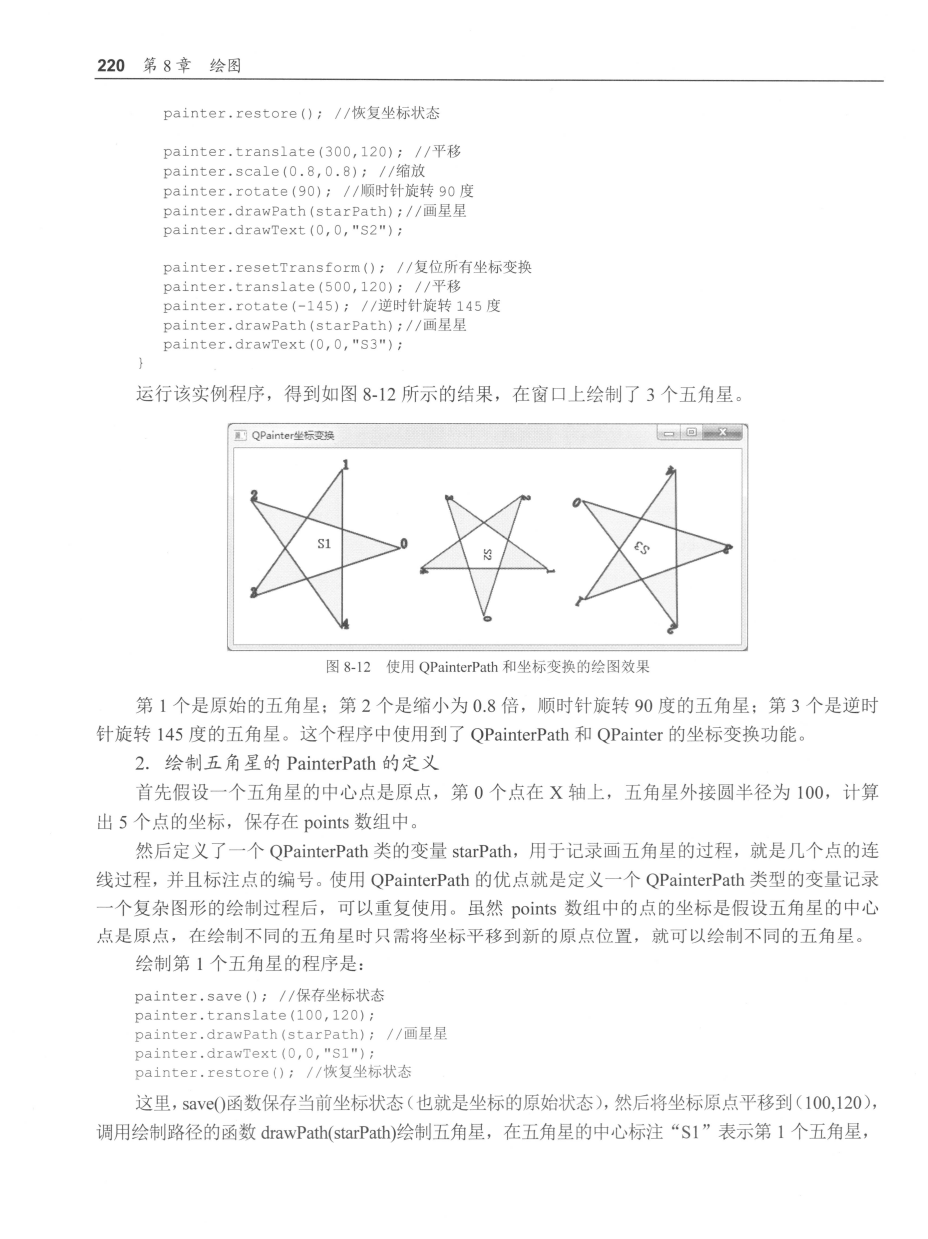 220 第 8 章 绘图
painter.restore(); //恢复坐标状态
painter.translate(300,120); //平移
painter.scale(0.8,0.8); //缩放
painter.rotate(90); //顺时针旋转 90 度
painter.drawPath(starPath);//画星星
painter.drawText(0,0,"S2");
painter.resetTransform(); //复位所有坐标变换
painter.translate(500,120); //平移
painter.rotate(-145); //逆时针旋转 145 度
painter.drawPath(starPath);//画星星
painter.drawText(0,0,"S3");
}
运行该实例程序，得到如图 8-12 所示的结果，在窗口上绘制了 3 个五角星。
QPainter坐标变换
1
2
S1
0
3
4
3
2
S2
4
1
0
4
0
S3
3
1
2
图 8-12 使用 QPainterPath 和坐标变换的绘图效果
第 1 个是原始的五角星；第 2 个是缩小为 0.8 倍，顺时针旋转 90 度的五角星；第 3 个是逆时
针旋转 145 度的五角星。这个程序中使用到了 QPainterPath 和 QPainter 的坐标变换功能。
2．绘制五角星的 PainterPath 的定义
首先假设一个五角星的中心点是原点，第 0 个点在 X 轴上，五角星外接圆半径为 100，计算
出 5 个点的坐标，保存在 points 数组中。
然后定义了一个 QPainterPath 类的变量 starPath，用于记录画五角星的过程，就是几个点的连
线过程，并且标注点的编号。使用 QPainterPath 的优点就是定义一个 QPainterPath 类型的变量记录
一个复杂图形的绘制过程后，可以重复使用。虽然 points 数组中的点的坐标是假设五角星的中心
点是原点，在绘制不同的五角星时只需将坐标平移到新的原点位置，就可以绘制不同的五角星。
绘制第 1 个五角星的程序是：
painter.save(); //保存坐标状态
painter.translate(100,120);
painter.drawPath(starPath); //画星星
painter.drawText(0,0,"S1");
painter.restore(); //恢复坐标状态
这里，save()函数保存当前坐标状态（也就是坐标的原始状态），然后将坐标原点平移到（100,120），
调用绘制路径的函数 drawPath(starPath)绘制五角星，在五角星的中心标注“S1”表示第 1 个五角星，